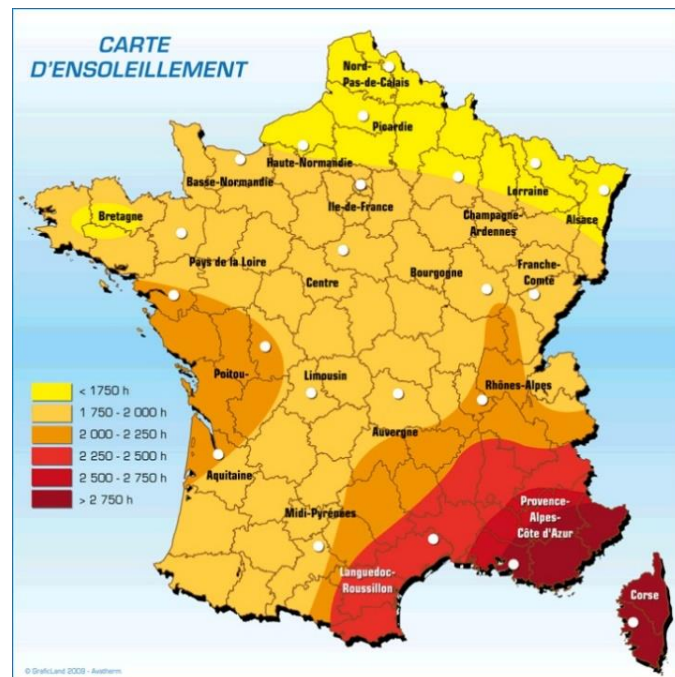 CARTE
D'ENSOLEILLEMENT
Nord-
Pas-de-Calais
Picardie
Haute-Normandie
Basse-Normandie
Lorraine
Ile-de-France
Bretagne
Champagne-
Ardennes
Alsace
Pays de la Loire
Centre
Bourgogne
Franche-
Comté
Poitou-
Limousin
Rhônes-Alpes
Auvergne
< 1750 h
1 750 - 2 000 h
2 000 - 2 250 h
2 250 - 2 500 h
2 500 - 2 750 h
> 2 750 h
Aquitaine
Midi-Pyrénées
Provence-
Alpes-
Côte d'Azur
Languedoc-
Roussillon
Corse
© GraficLand 2009 - Avatherm